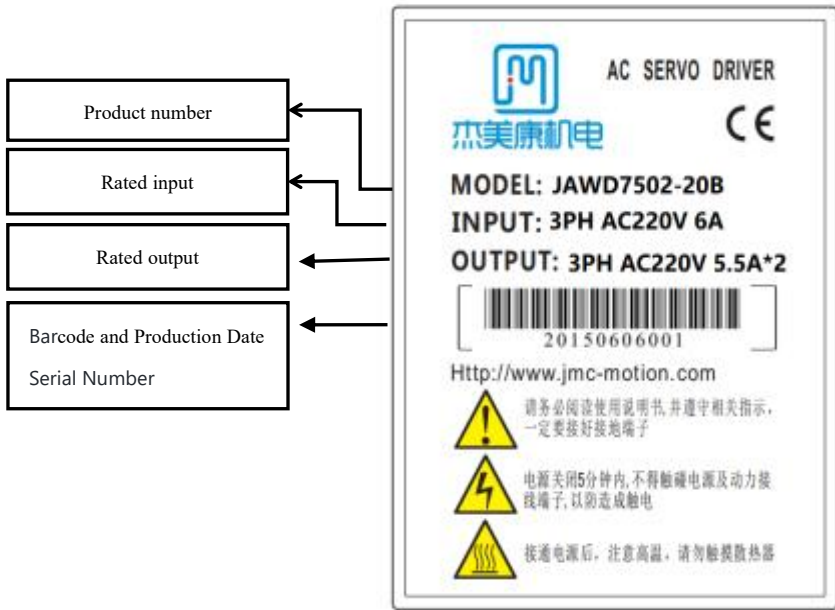 Product number
Rated input
Rated output
Barcode and Production Date
Serial Number
JM
AC SERVO DRIVER
CE
杰美康机电
MODEL: JAWD7502-20B
INPUT: 3PH AC220V 6A
OUTPUT: 3PH AC220V 5.5A*2
20150606001
Http://www.jmc-motion.com
请务必阅读使用说明书,并遵守相关指示,
一定要接好接地端子
电源关闭5分钟内,不得触碰电源及动力接
线端子,以防造成触电
接通电源后,注意高温,请勿触摸散热器